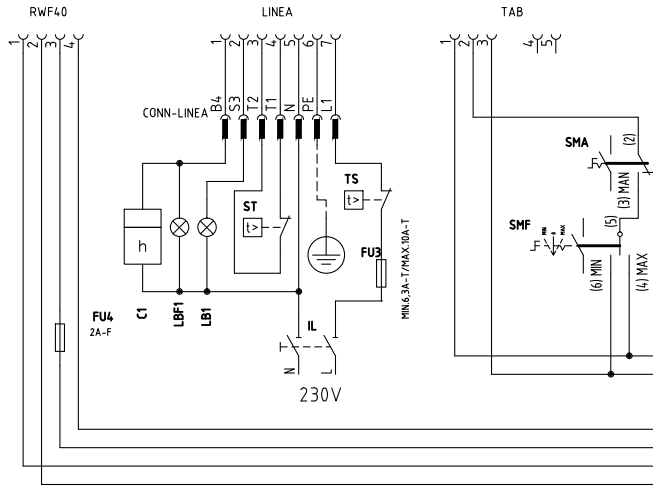 RWF40 LINEA TAB
1 2 3 4 1 2 3 4 5 6 7 1 2 3 4 5
CONN-LINEA B4 S3 T2 T1 N PE L1
SMA (2)
(3) MAN
ST t>
TS t>
SMF MIN 0 MAX (5)
(6) MIN (4) MAX
h
FU3
MIN.6,3A-T/MAX.10A-T
FU4
2A-F
C1 LBF1 LB1
IL
N L
230V